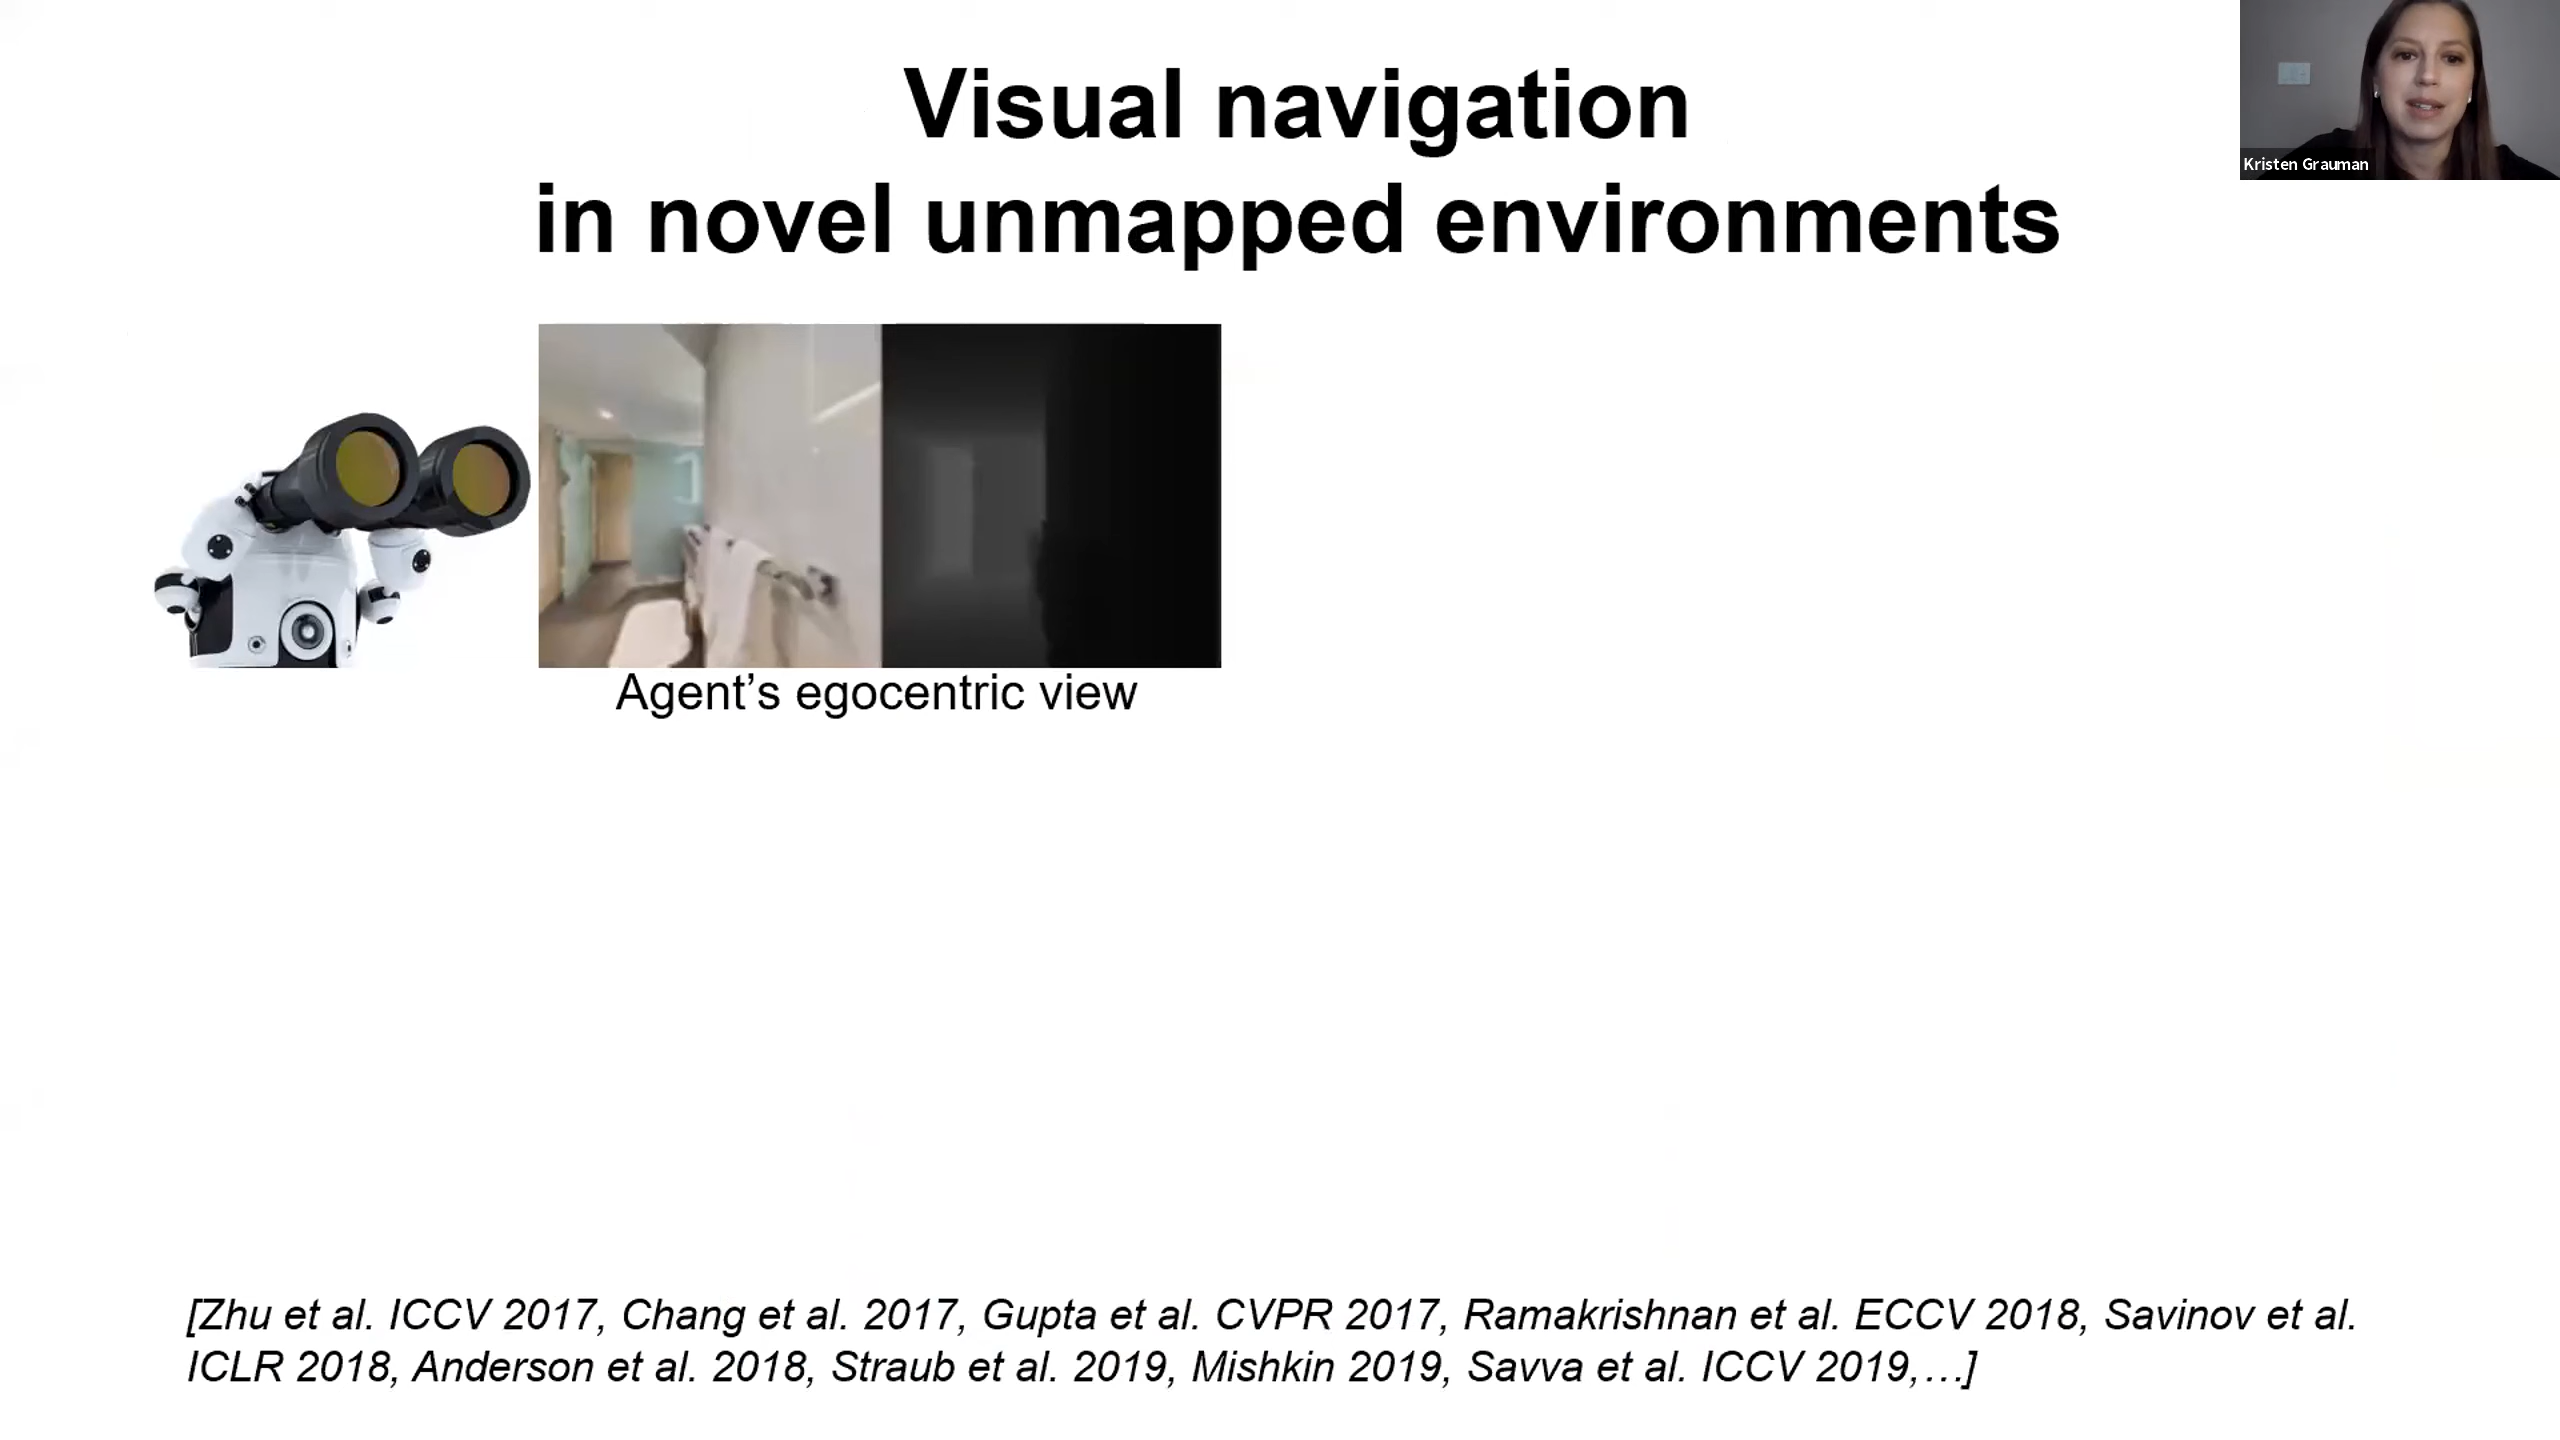 Visual navigation
in novel unmapped environments
Kristen Grauman
Agent’s egocentric view
[Zhu et al. ICCV 2017, Chang et al. 2017, Gupta et al. CVPR 2017, Ramakrishnan et al. ECCV 2018, Savinov et al.
ICLR 2018, Anderson et al. 2018, Straub et al. 2019, Mishkin 2019, Savva et al. ICCV 2019,…]